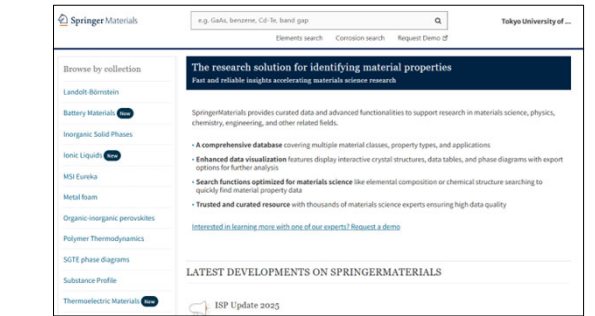 Springer Materials
e.g. GaAs, benzene, Cd-Te, band gap
Tokyo University of ...
Elements search Corrosion search Request Demo
Browse by collection
Landolt-Börnstein
Battery Materials New
Inorganic Solid Phases
Ionic Liquids New
MSI Eureka
Metal foam
Organic-inorganic perovskites
Polymer Thermodynamics
SGTE phase diagrams
Substance Profile
Thermoelectric Materials New
The research solution for identifying material properties
Fast and reliable insights accelerating materials science research
SpringerMaterials provides curated data and advanced functionalities to support research in materials science, physics,
chemistry, engineering, and other related fields.
• A comprehensive database covering multiple material classes, property types, and applications
• Enhanced data visualization features display interactive crystal structures, data tables, and phase diagrams with export
options for further analysis
• Search functions optimized for materials science like elemental composition or chemical structure searching to
quickly find material property data
• Trusted and curated resource with thousands of materials science experts ensuring high data quality
Interested in learning more with one of our experts? Request a demo
LATEST DEVELOPMENTS ON SPRINGERMATERIALS
ISP Update 2025